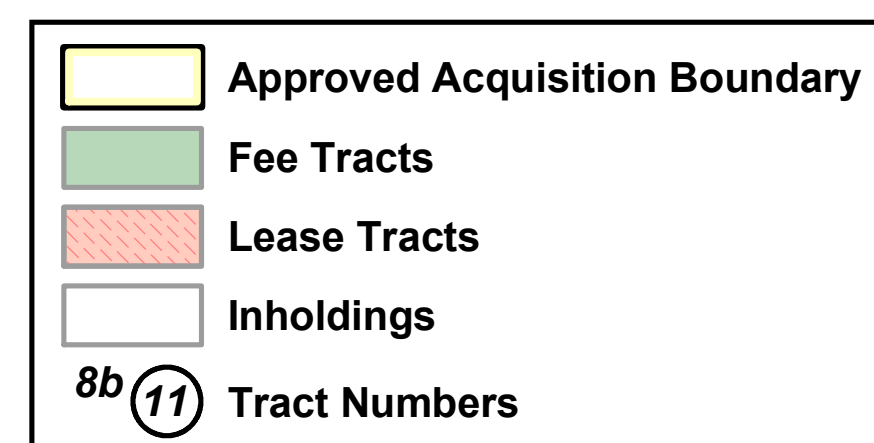 Approved Acquisition Boundary
Fee Tracts
Lease Tracts
Inholdings
8b 11 Tract Numbers